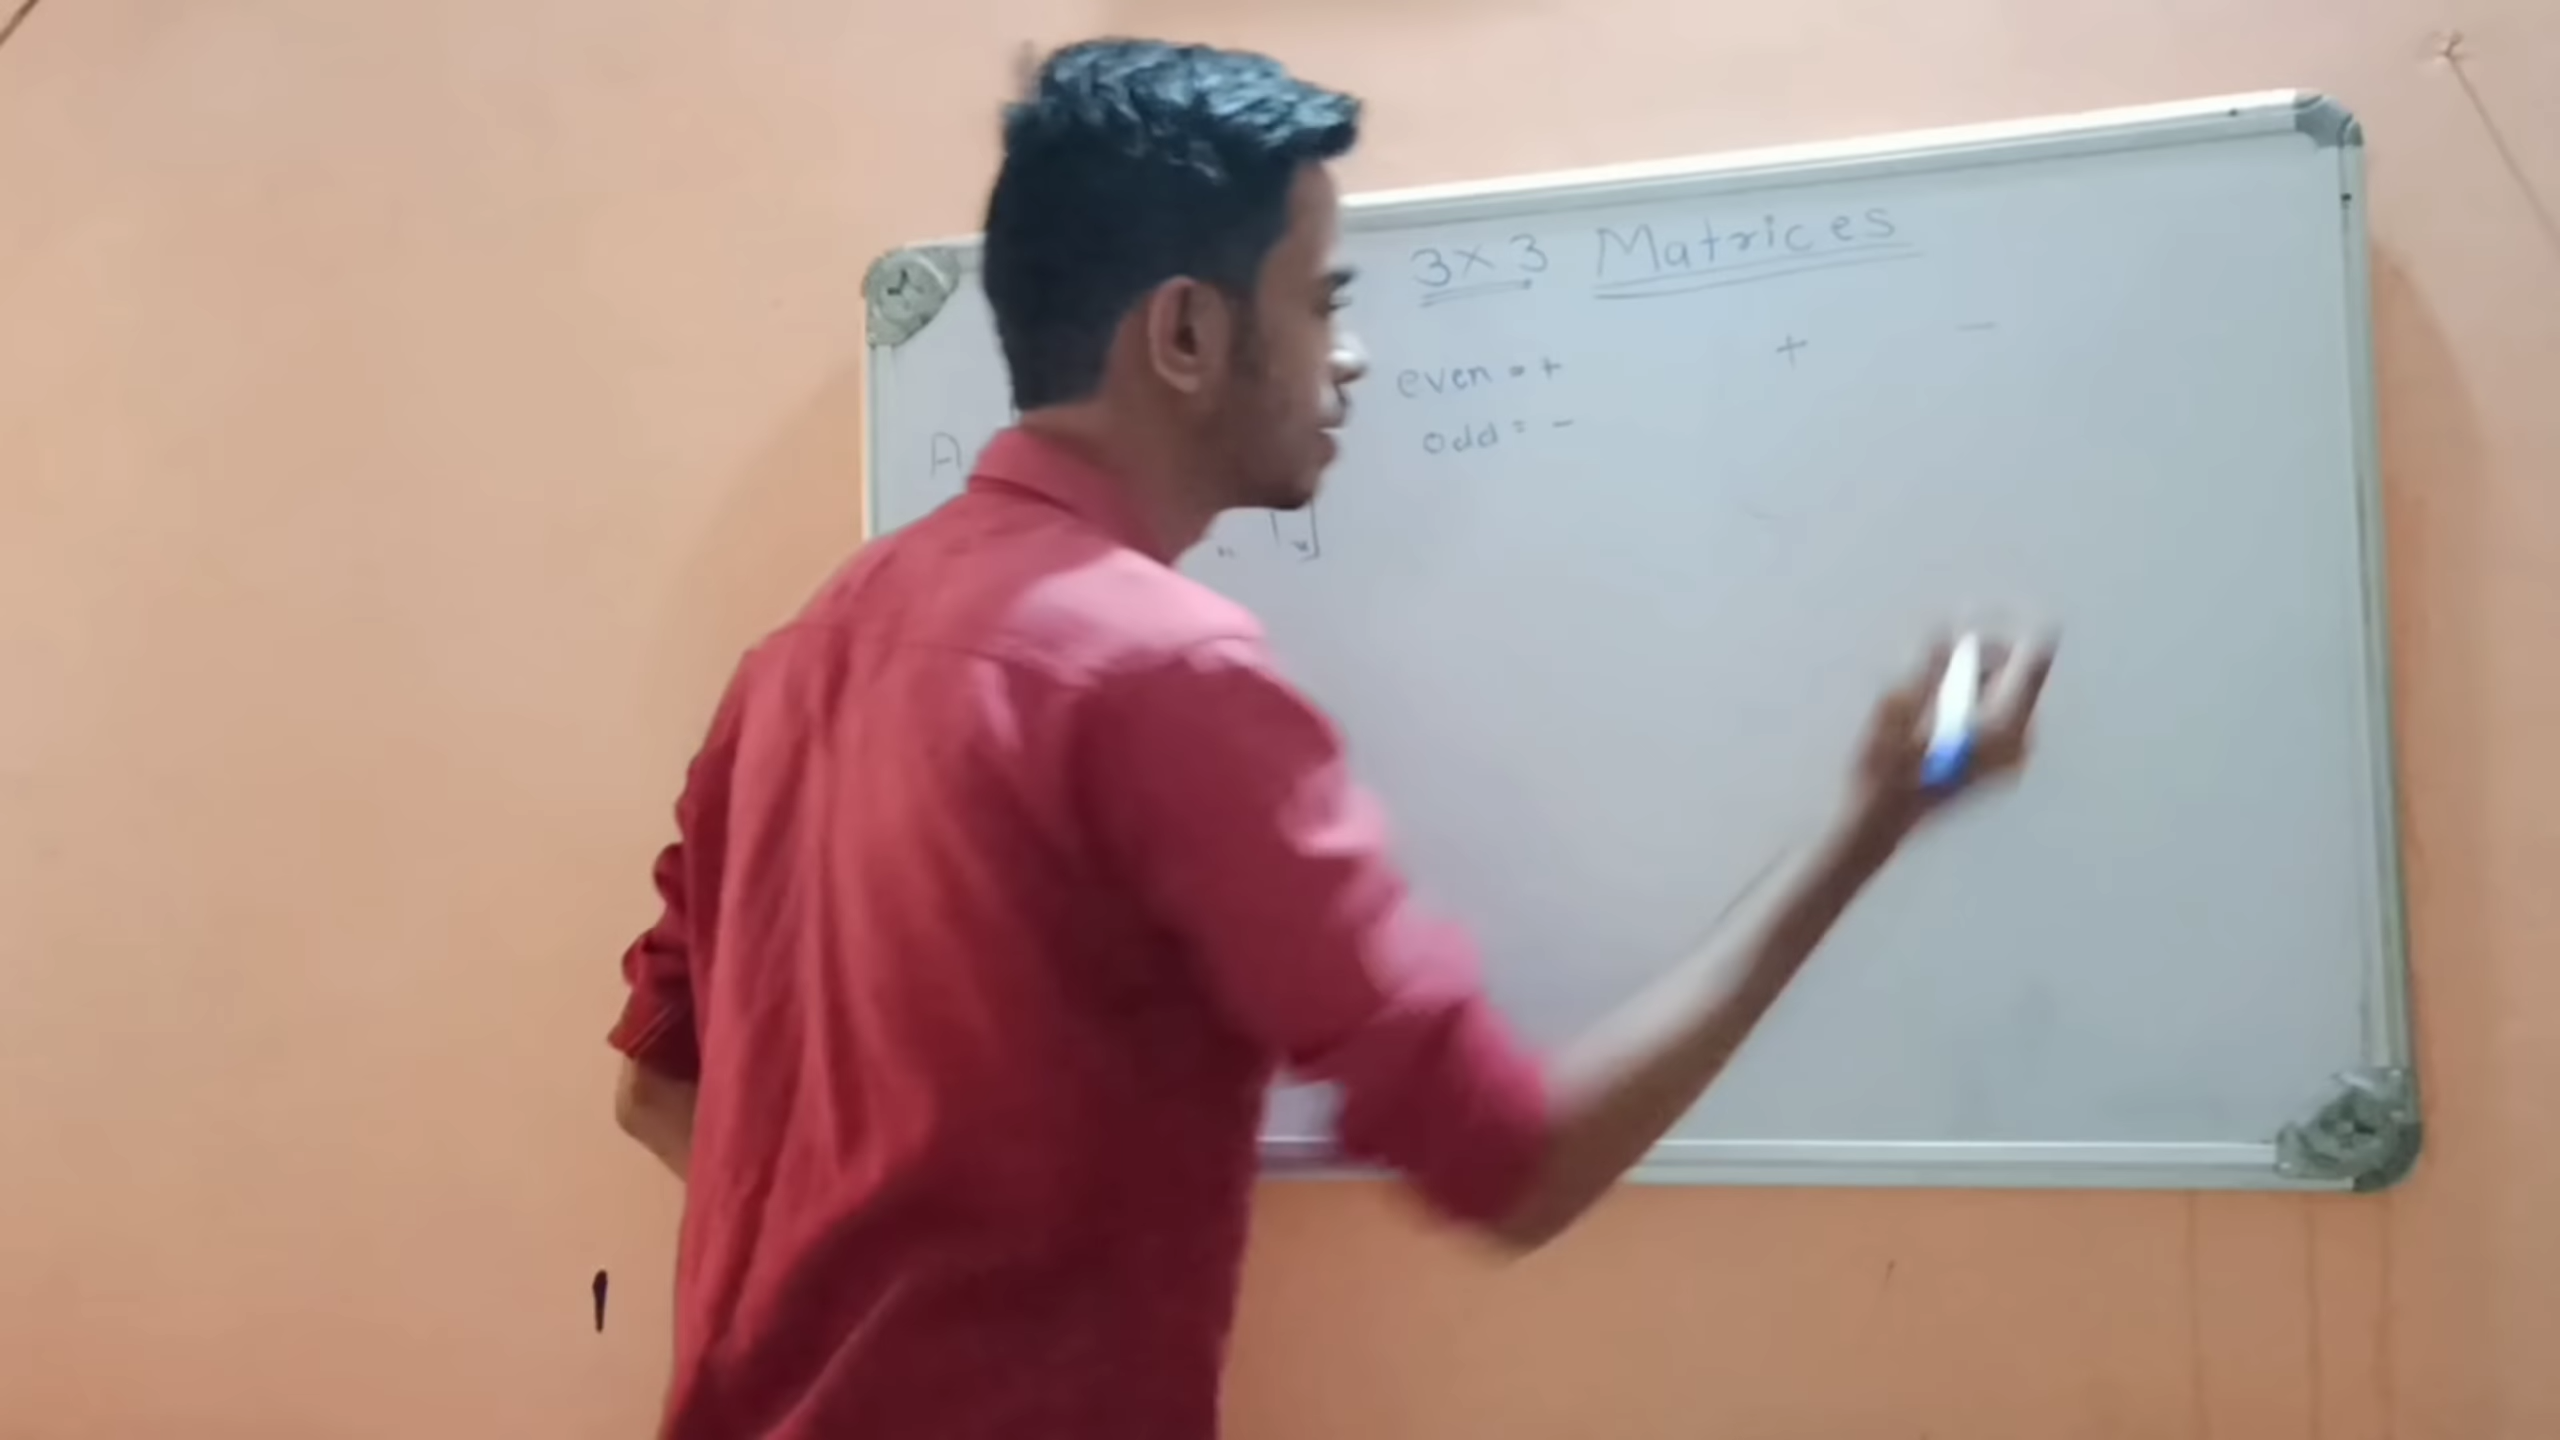 3×3 Matrices
+ -
even = +
odd = -
A